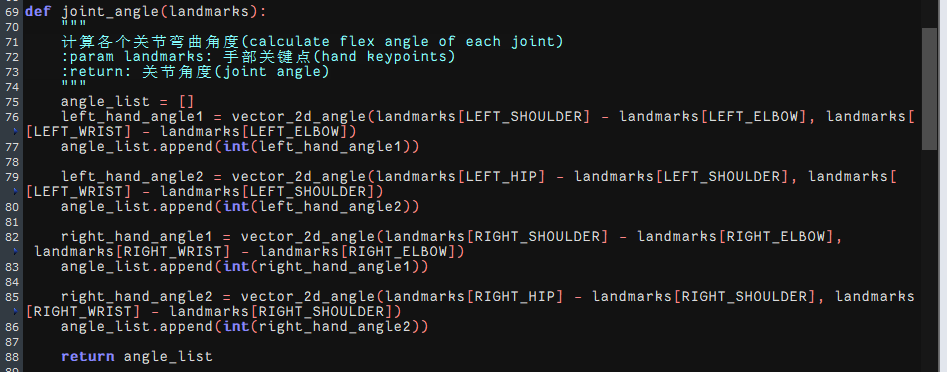 69 def joint_angle(landmarks):
70 """
71 计算各个关节弯曲角度(calculate flex angle of each joint)
72 :param landmarks: 手部关键点(hand keypoints)
73 :return: 关节角度(joint angle)
74 """
75 angle_list = []
76 left_hand_angle1 = vector_2d_angle(landmarks[LEFT_SHOULDER] - landmarks[LEFT_ELBOW], landmarks[
[LEFT_WRIST] - landmarks[LEFT_ELBOW])
77 angle_list.append(int(left_hand_angle1))
78
79 left_hand_angle2 = vector_2d_angle(landmarks[LEFT_HIP] - landmarks[LEFT_SHOULDER], landmarks[
[LEFT_WRIST] - landmarks[LEFT_SHOULDER])
80 angle_list.append(int(left_hand_angle2))
81
82 right_hand_angle1 = vector_2d_angle(landmarks[RIGHT_SHOULDER] - landmarks[RIGHT_ELBOW],
landmarks[RIGHT_WRIST] - landmarks[RIGHT_ELBOW])
83 angle_list.append(int(right_hand_angle1))
84
85 right_hand_angle2 = vector_2d_angle(landmarks[RIGHT_HIP] - landmarks[RIGHT_SHOULDER], landmarks
[RIGHT_WRIST] - landmarks[RIGHT_SHOULDER])
86 angle_list.append(int(right_hand_angle2))
87
88 return angle_list